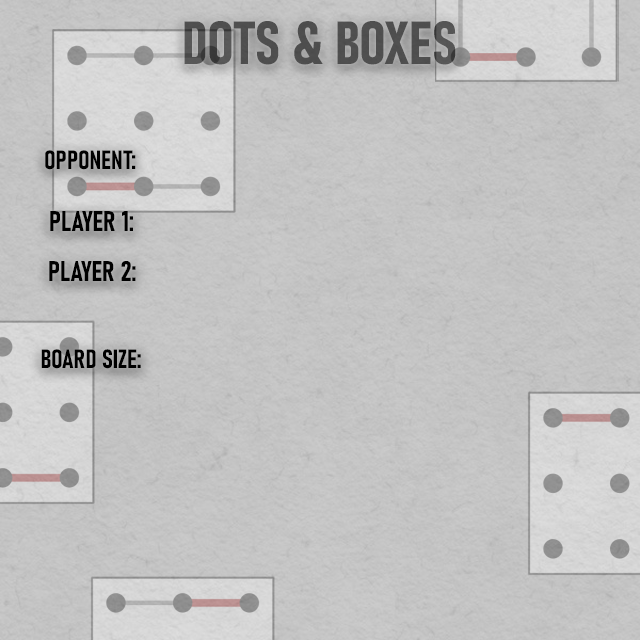 DOTS & BOXES
OPPONENT:
PLAYER 1:
PLAYER 2:
BOARD SIZE: